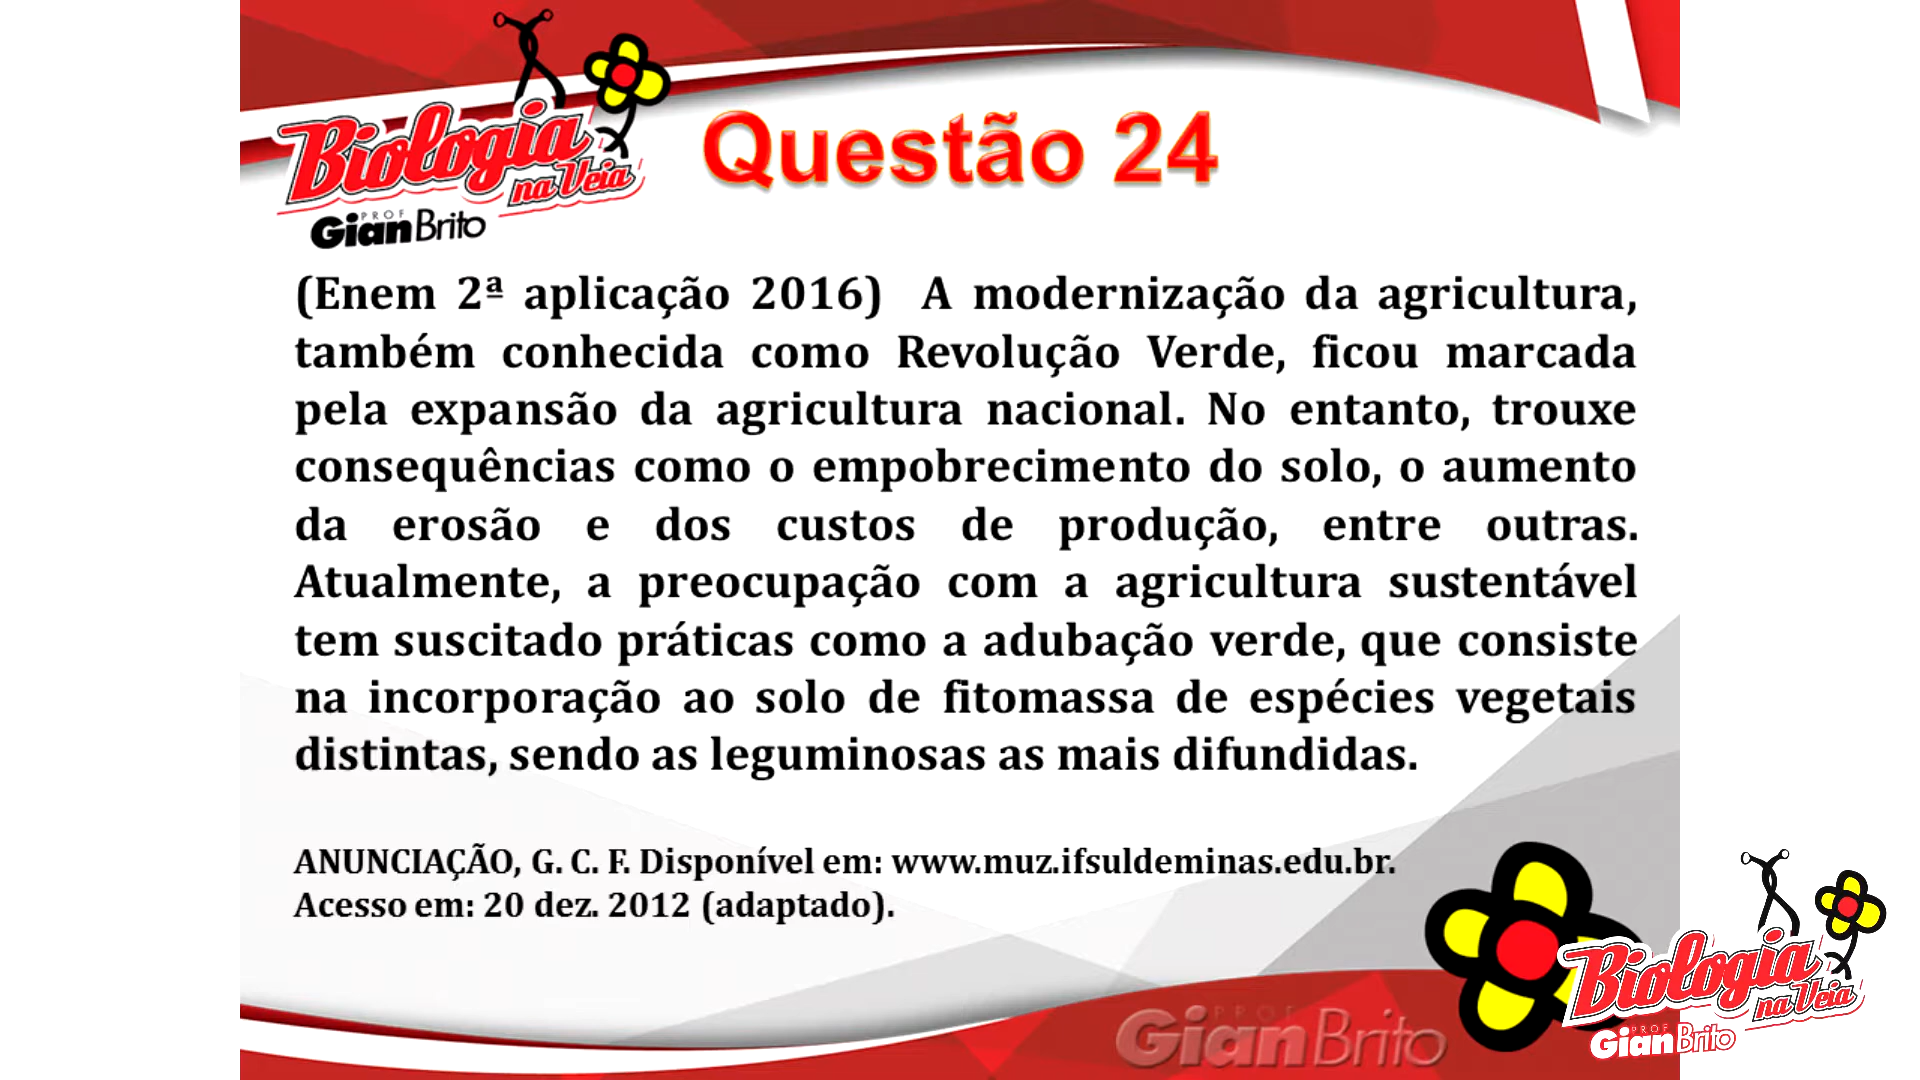 Biologia
na Veia
PROF
Gian Brito
Questão 24
(Enem 2ª aplicação 2016) A modernização da agricultura,
também conhecida como Revolução Verde, ficou marcada
pela expansão da agricultura nacional. No entanto, trouxe
consequências como o empobrecimento do solo, o aumento
da erosão e dos custos de produção, entre outras.
Atualmente, a preocupação com a agricultura sustentável
tem suscitado práticas como a adubação verde, que consiste
na incorporação ao solo de fitomassa de espécies vegetais
distintas, sendo as leguminosas as mais difundidas.
ANUNCIAÇÃO, G. C. F. Disponível em: www.muz.ifsuldeminas.edu.br.
Acesso em: 20 dez. 2012 (adaptado).
PROF
Gian Brito
Biologia
na Veia
PROF
Gian Brito